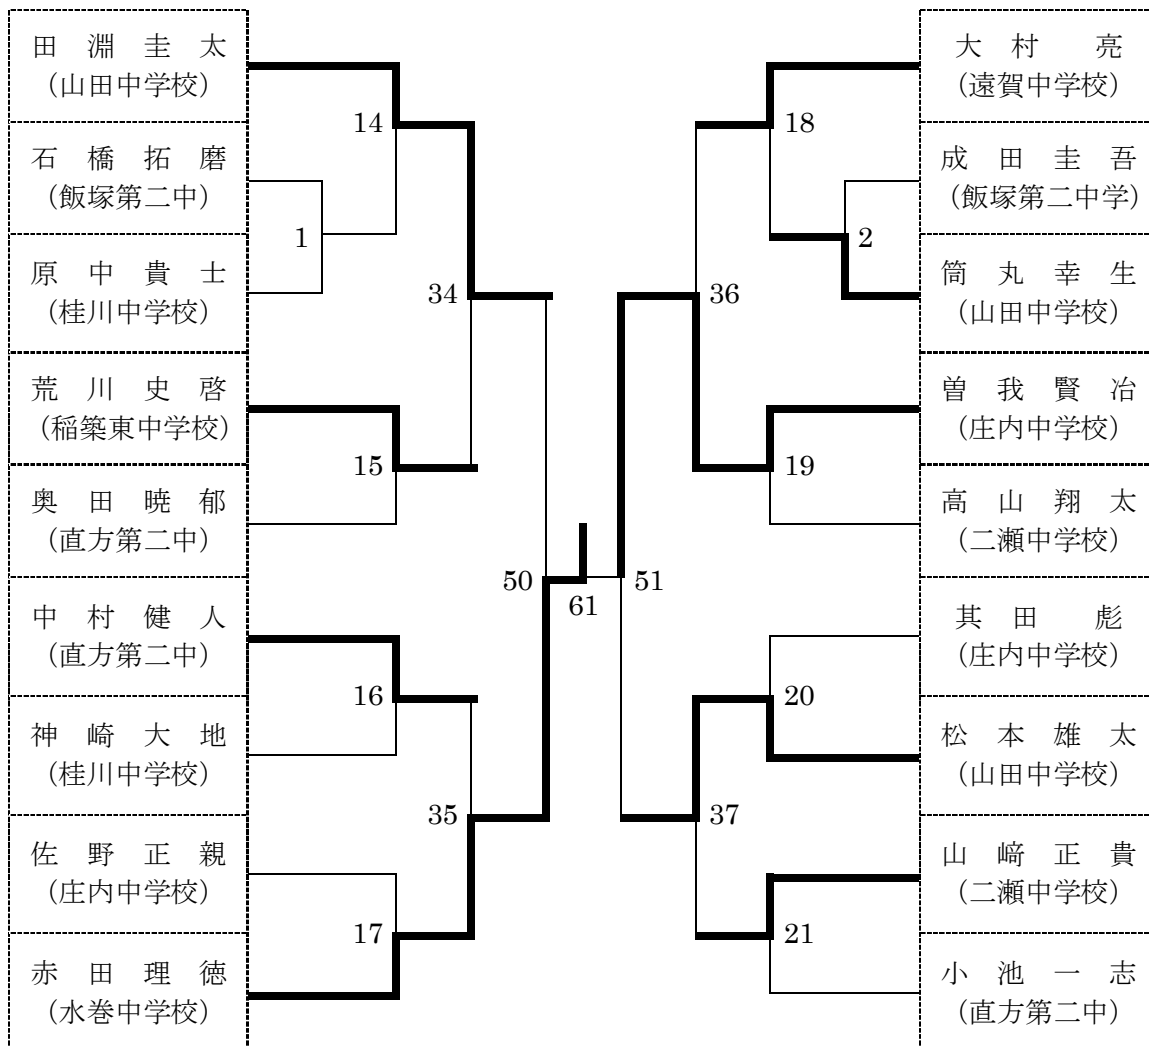 田淵圭太
(山田中学校)
石橋拓磨
(飯塚第二中)
原中貴士
(桂川中学校)
荒川史啓
(稲築東中学校)
奥田暁郁
(直方第二中)
中村健人
(直方第二中)
神崎大地
(桂川中学校)
佐野正親
(庄内中学校)
赤田理徳
(水巻中学校)
14
1
34
15
50
61
16
35
17
18
2
36
19
51
20
37
21
大村亮
(遠賀中学校)
成田圭吾
(飯塚第二中学)
筒丸幸生
(山田中学校)
曽我賢治
(庄内中学校)
高山翔太
(二瀬中学校)
其田彪
(庄内中学校)
松本雄太
(山田中学校)
山﨑正貴
(二瀬中学校)
小池一志
(直方第二中)